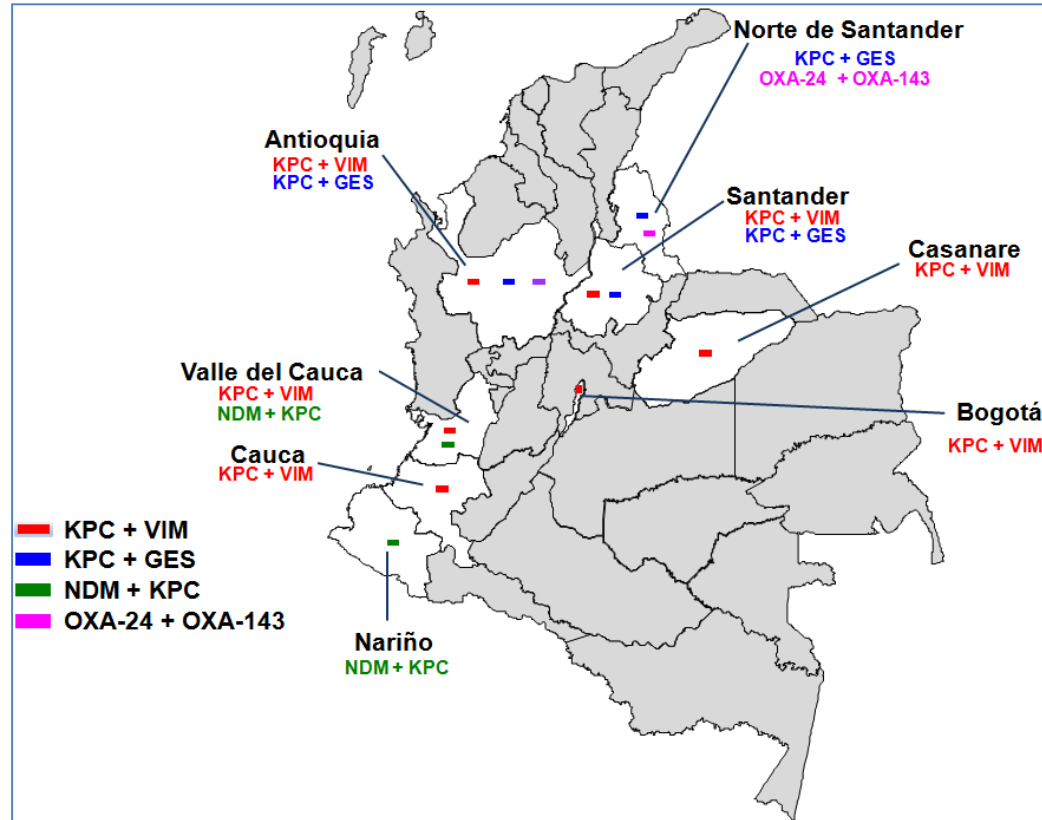 Norte de Santander
KPC + GES
OXA-24 + OXA-143
Antioquia
KPC + VIM
KPC + GES
Santander
KPC + VIM
KPC + GES
Casanare
KPC + VIM
Valle del Cauca
KPC + VIM
NDM + KPC
Bogotá
KPC + VIM
Cauca
KPC + VIM
KPC + VIM
KPC + GES
NDM + KPC
OXA-24 + OXA-143
Nariño
NDM + KPC